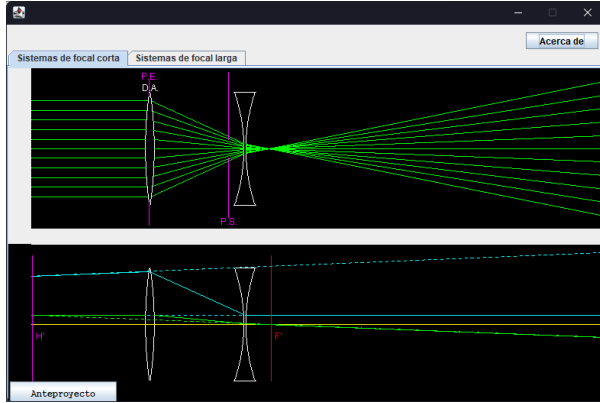 Acerca de
Sistemas de focal corta
Sistemas de focal larga
P.E.
D.A.
P.S.
H'
F'
Anteproyecto